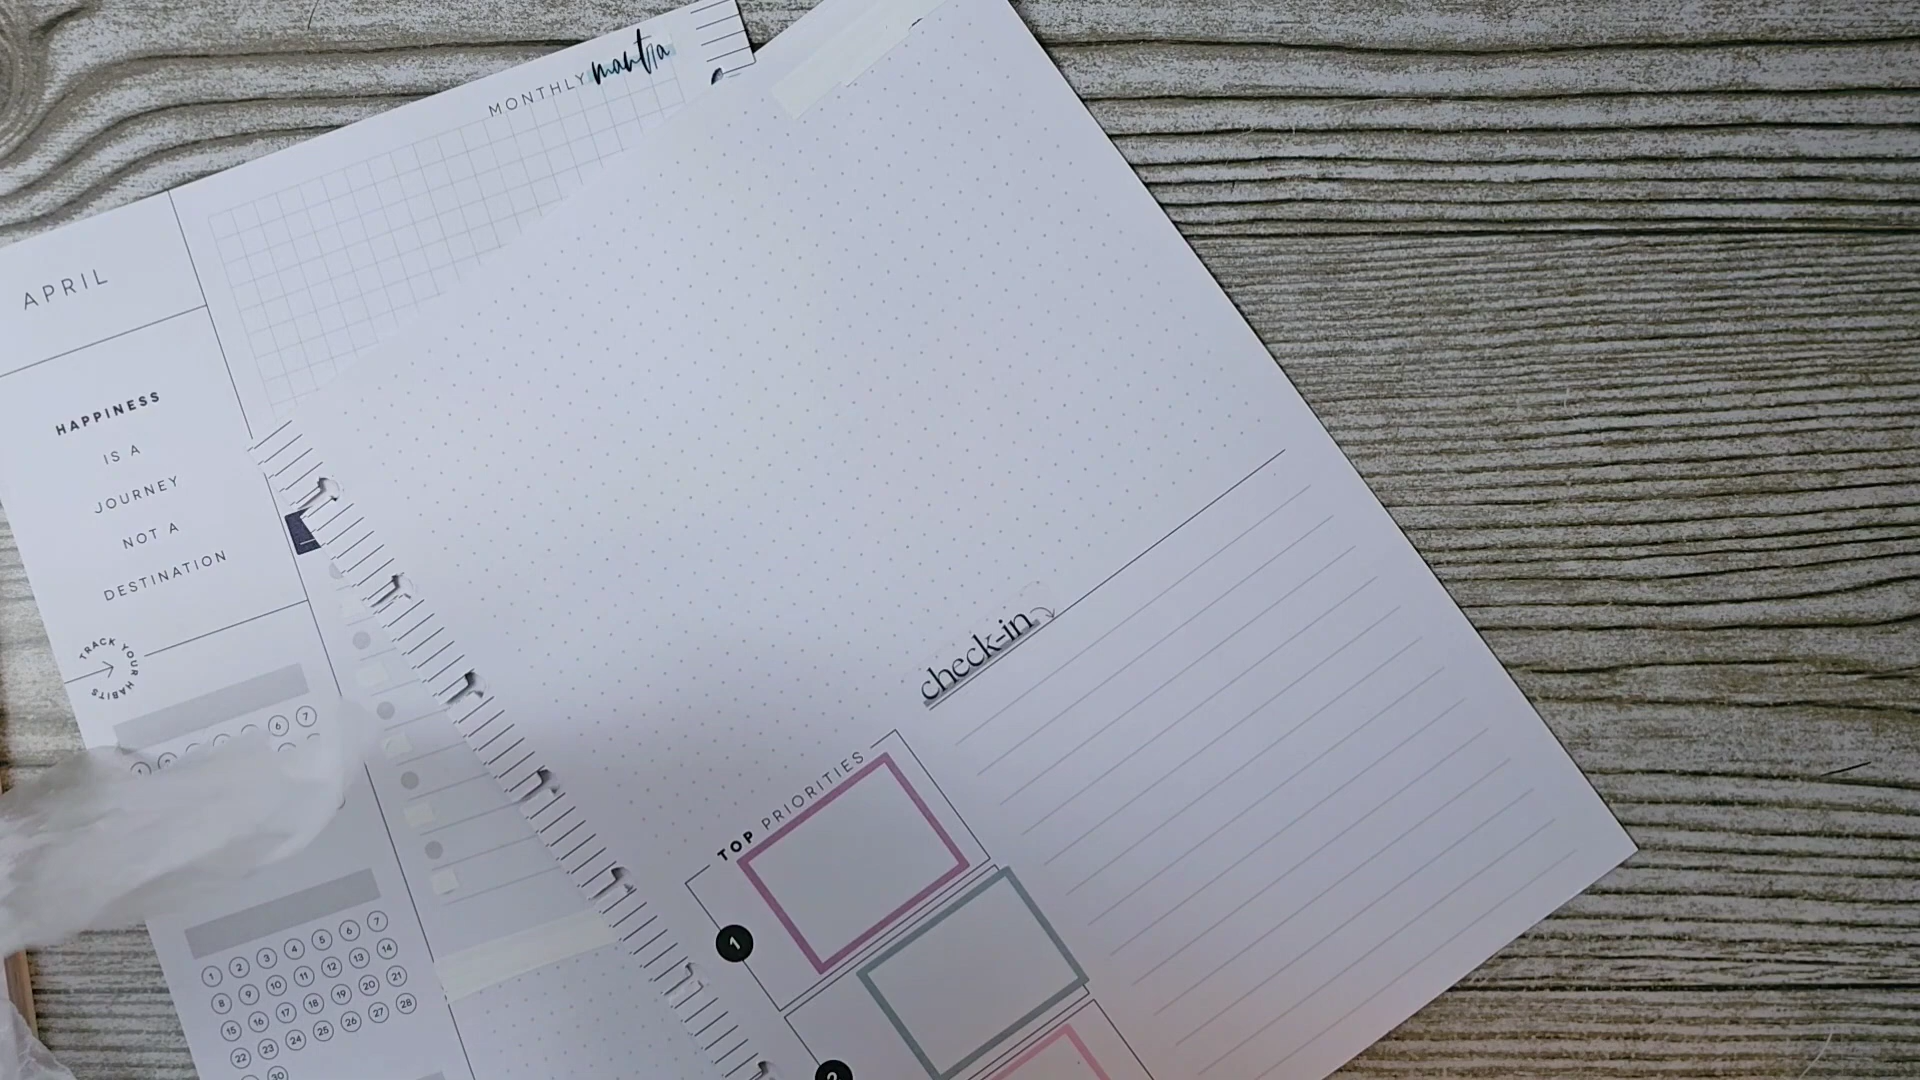 MONTHLY mantra
APRIL
HAPPINESS
IS A
JOURNEY
NOT A
DESTINATION
TRACK YOUR HABITS
6 7
1 2 3 4 5 6 7
8 9 10 11 12 13 14
15 16 17 18 19 20 21
22 23 24 25 26 27 28
30
check-in
TOP PRIORITIES
1
2